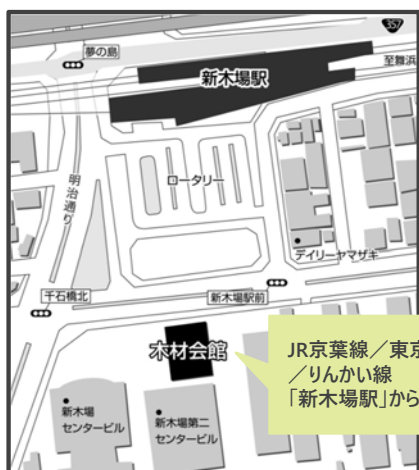 357
夢の島
至舞浜
新木場駅
明治通り
ロータリー
デイリーヤマザキ
千石橋北
新木場駅前
木材会館
JR京葉線／東京
／りんかい線
「新木場駅」から
新木場
センタービル
新木場第二
センタービル